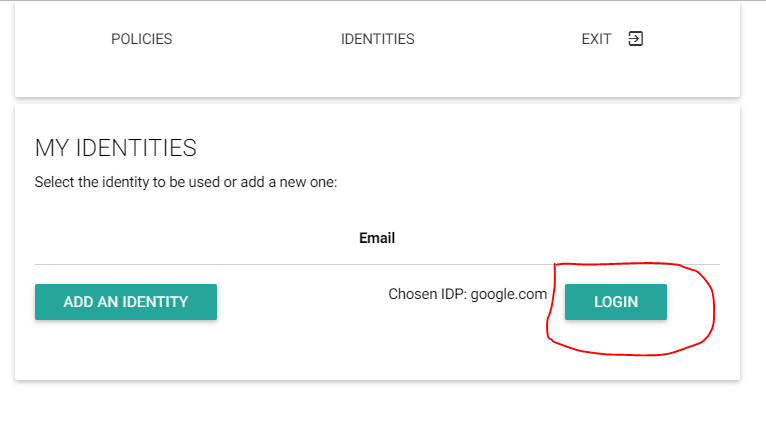 POLICIES IDENTITIES EXIT
MY IDENTITIES
Select the identity to be used or add a new one:
Email
ADD AN IDENTITY Chosen IDP: google.com LOGIN